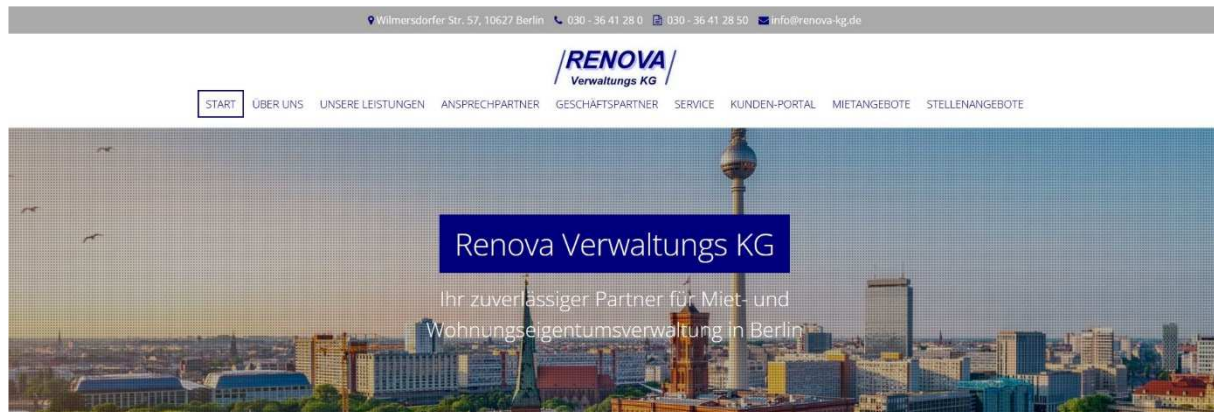 Wilmersdorfer Str. 57, 10627 Berlin 030 - 36 41 28 0 030 - 36 41 28 50 info@renova-kg.de
/RENOVA/
Verwaltungs KG
START ÜBER UNS UNSERE LEISTUNGEN ANSPRECHPARTNER GESCHÄFTSPARTNER SERVICE KUNDEN-PORTAL MIETANGEBOTE STELLENANGEBOTE
Renova Verwaltungs KG
Ihr zuverlässiger Partner für Miet- und
Wohnungseigentumsverwaltung in Berlin